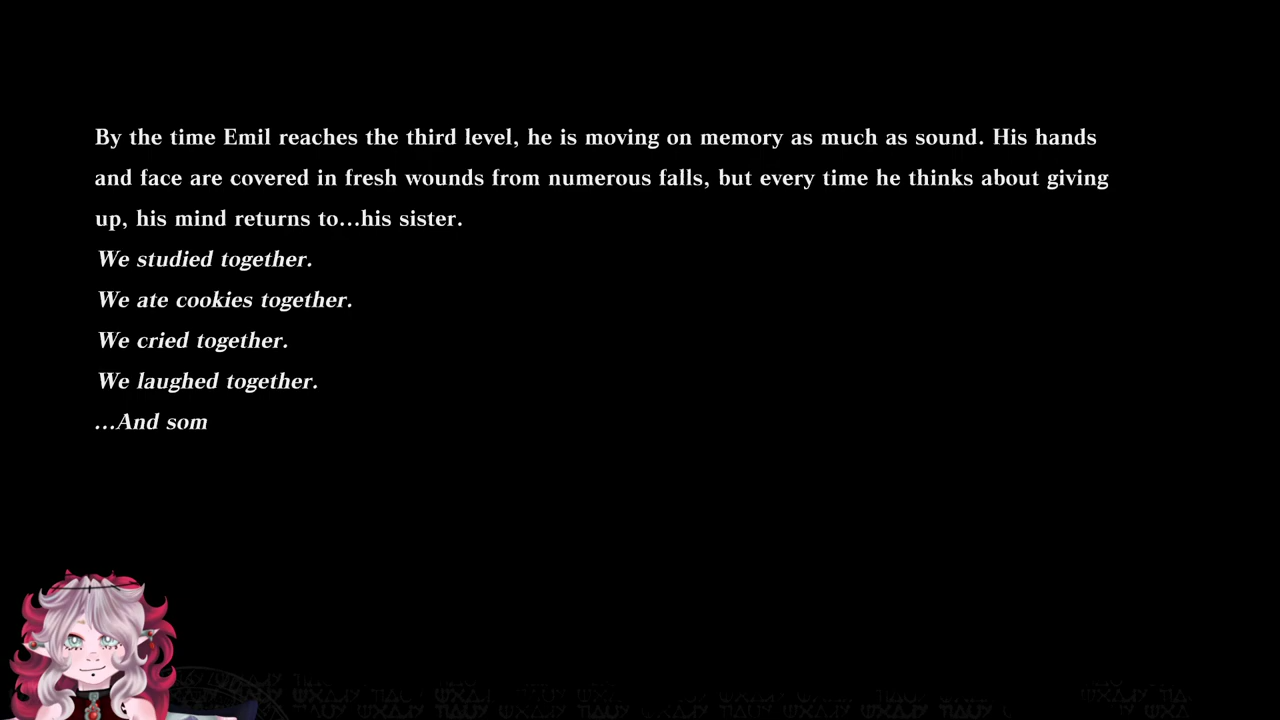 By the time Emil reaches the third level, he is moving on memory as much as sound. His hands
and face are covered in fresh wounds from numerous falls, but every time he thinks about giving
up, his mind returns to…his sister.
We studied together.
We ate cookies together.
We cried together.
We laughed together.
…And som